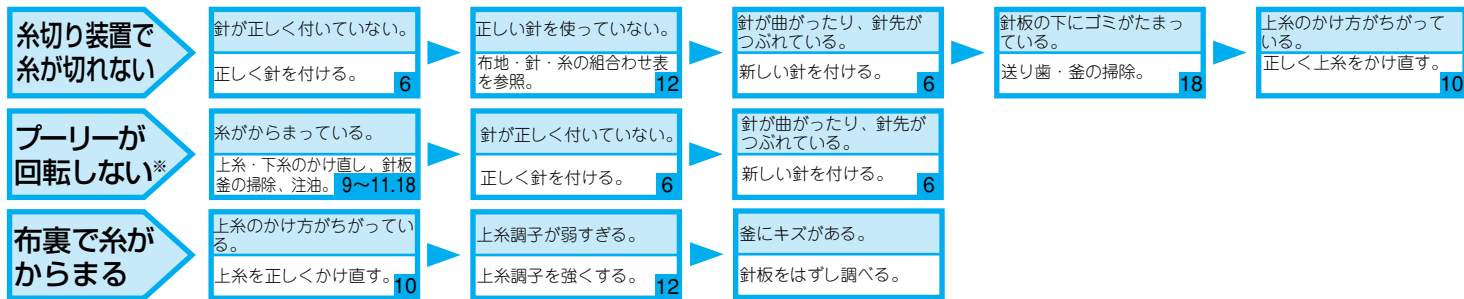 糸切り装置で
糸が切れない
針が正しく付いていない。
正しく針を付ける。
6
正しい針を使っていない。
布地・針・糸の組合わせ表
を参照。
12
針が曲がったり、針先が
つぶれている。
新しい針を付ける。
6
針板の下にゴミがたまっ
ている。
送り歯・釜の掃除。
18
上糸のかけ方がちがって
いる。
正しく上糸をかけ直す。
10
プーリーが
回転しない※
糸がからまっている。
上糸・下糸のかけ直し、針板
釜の掃除、注油。 9〜11.18
針が正しく付いていない。
正しく針を付ける。
6
針が曲がったり、針先が
つぶれている。
新しい針を付ける。
6
布裏で糸が
からまる
上糸のかけ方がちがってい
る。
上糸を正しくかけ直す。
10
上糸調子が弱すぎる。
上糸調子を強くする。
12
釜にキズがある。
針板をはずし調べる。